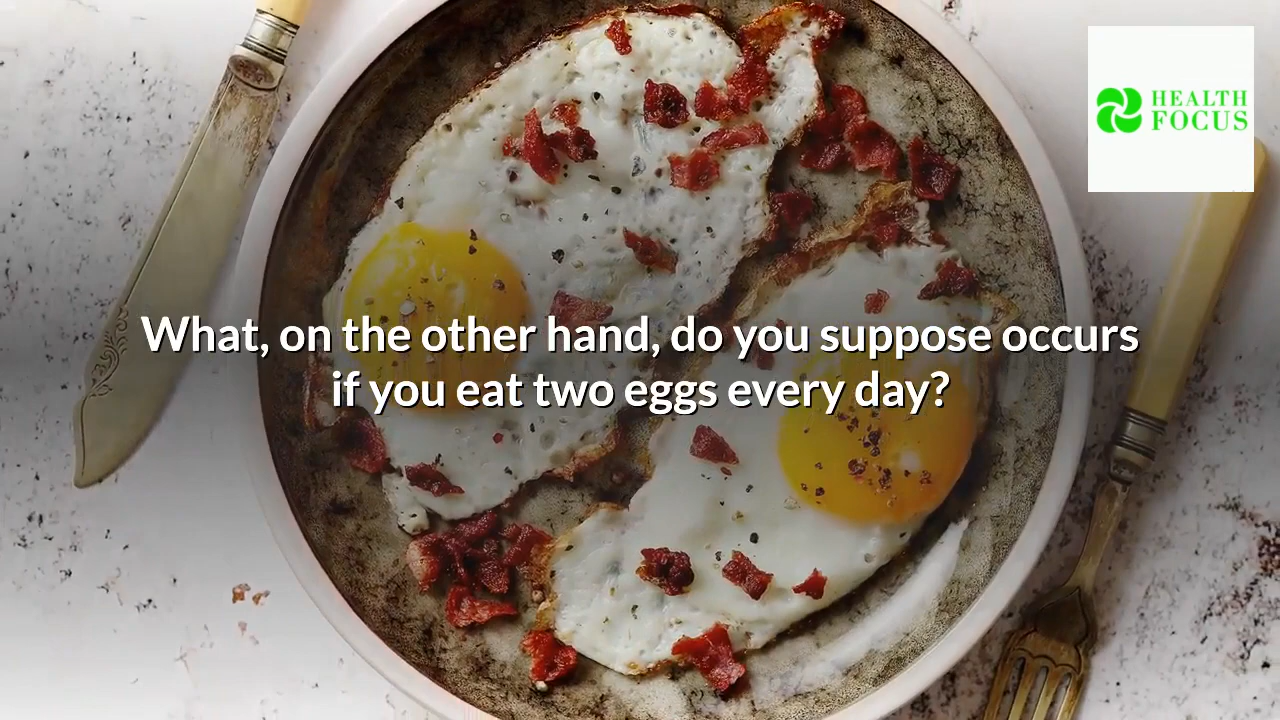 HEALTH
FOCUS
What, on the other hand, do you suppose occurs
if you eat two eggs every day?